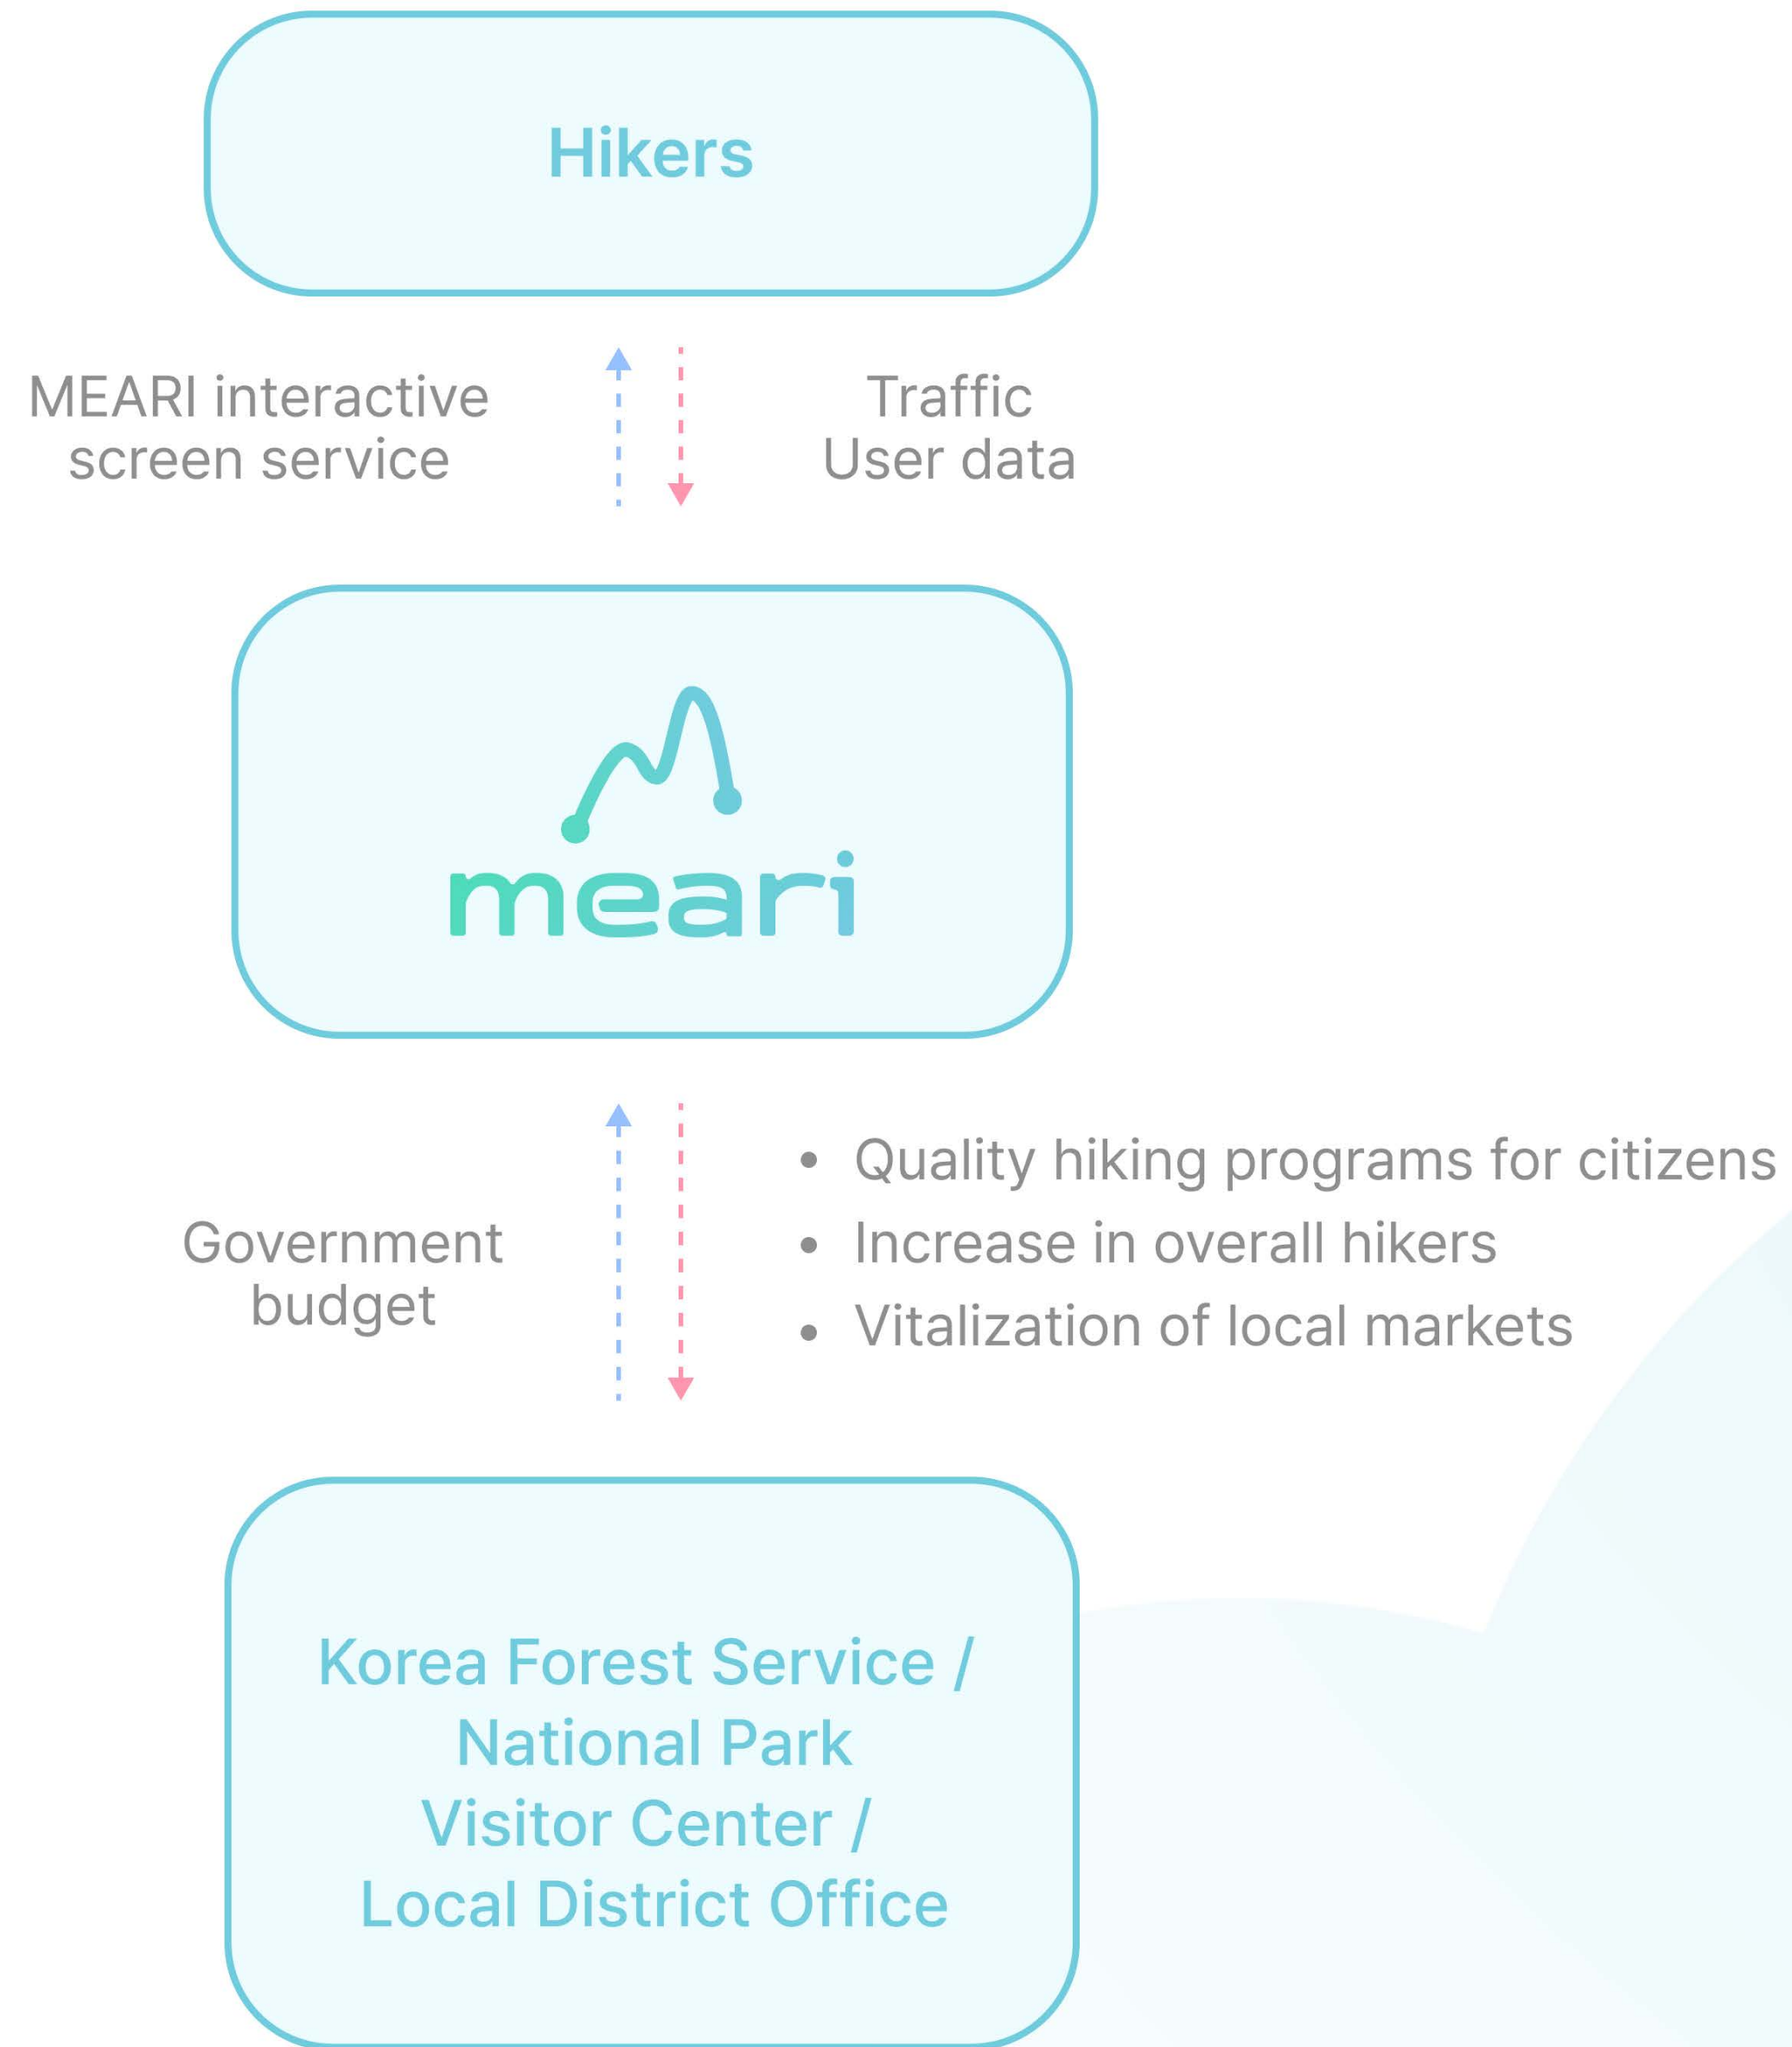 Hikers
MEARI interactive
screen service
Traffic
User data
meari
Government
budget
• Quality hiking programs for citizens
• Increase in overall hikers
• Vitalization of local markets
Korea Forest Service /
National Park
Visitor Center /
Local District Office